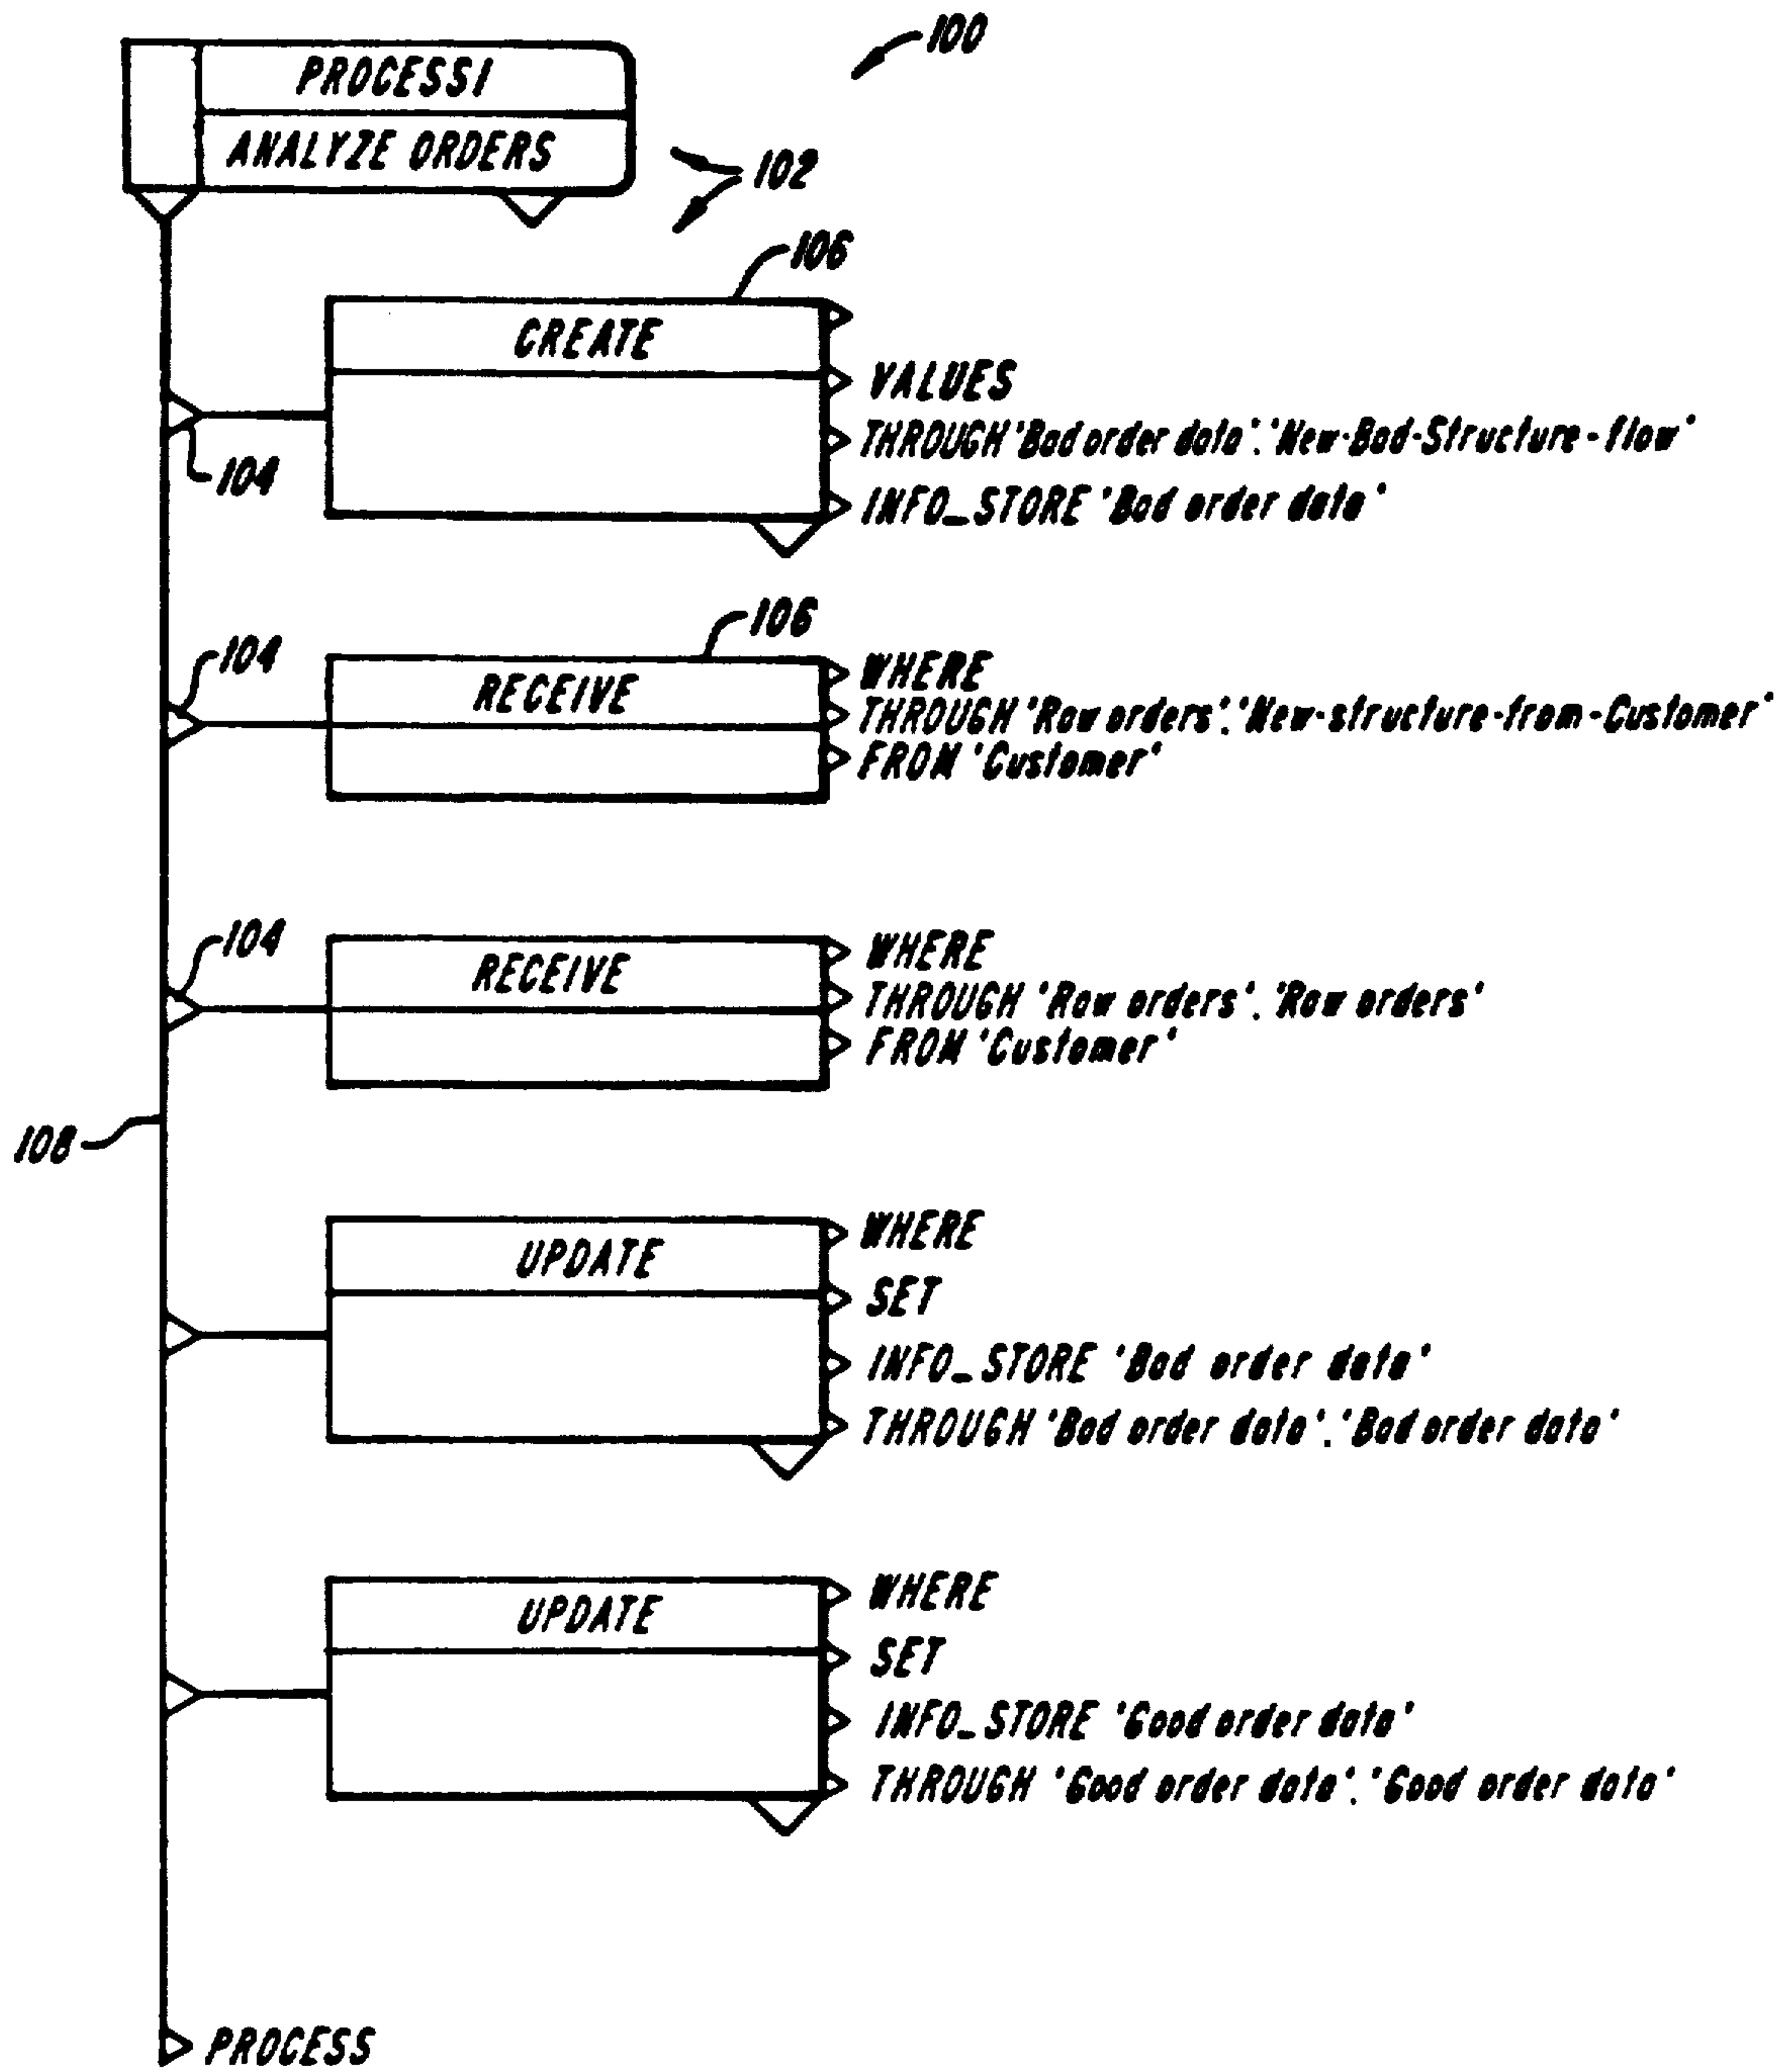 100
PROCESS1
ANALYZE ORDERS
102
106
CREATE
VALUES
THROUGH 'Bad order data'.'New-Bad-Structure-flow'
INFO_STORE 'Bad order data'
104
106
104
RECEIVE
WHERE
THROUGH 'Raw orders'.'New-structure-from-Customer'
FROM 'Customer'
104
RECEIVE
WHERE
THROUGH 'Raw orders'.'Raw orders'
FROM 'Customer'
108
UPDATE
WHERE
SET
INFO_STORE 'Bad order data'
THROUGH 'Bad order data'.'Bad order data'
UPDATE
WHERE
SET
INFO_STORE 'Good order data'
THROUGH 'Good order data'.'Good order data'
PROCESS